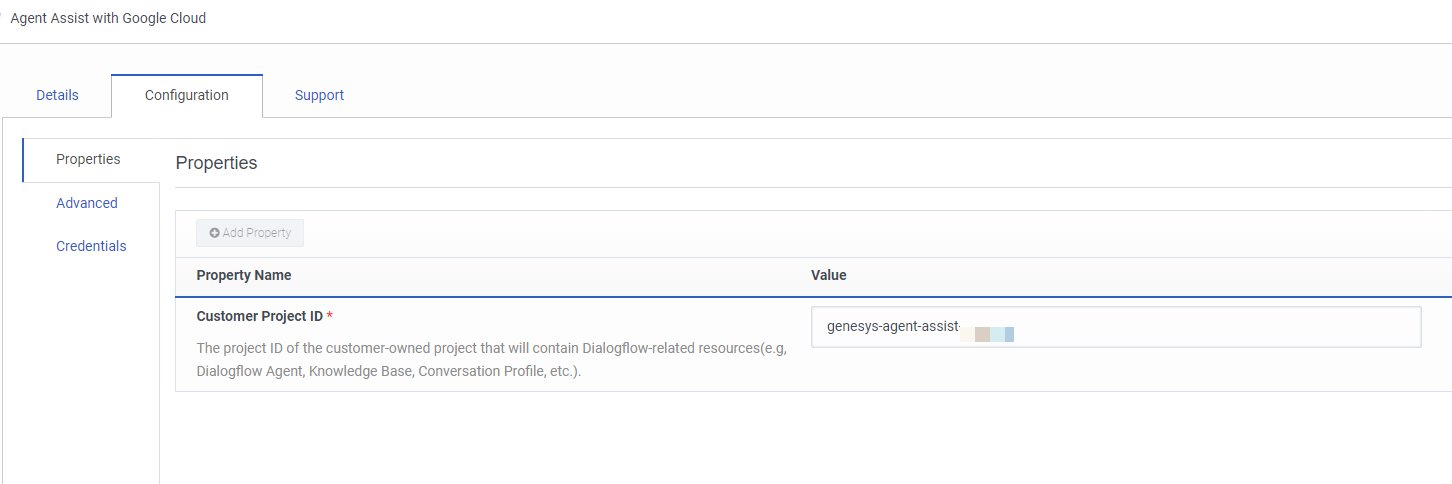 Agent Assist with Google Cloud
Details
Configuration
Support
Properties
Advanced
Credentials
Properties
Add Property
Property Name
Value
Customer Project ID *
genesys-agent-assist-
The project ID of the customer-owned project that will contain Dialogflow-related resources(e.g,
Dialogflow Agent, Knowledge Base, Conversation Profile, etc.).